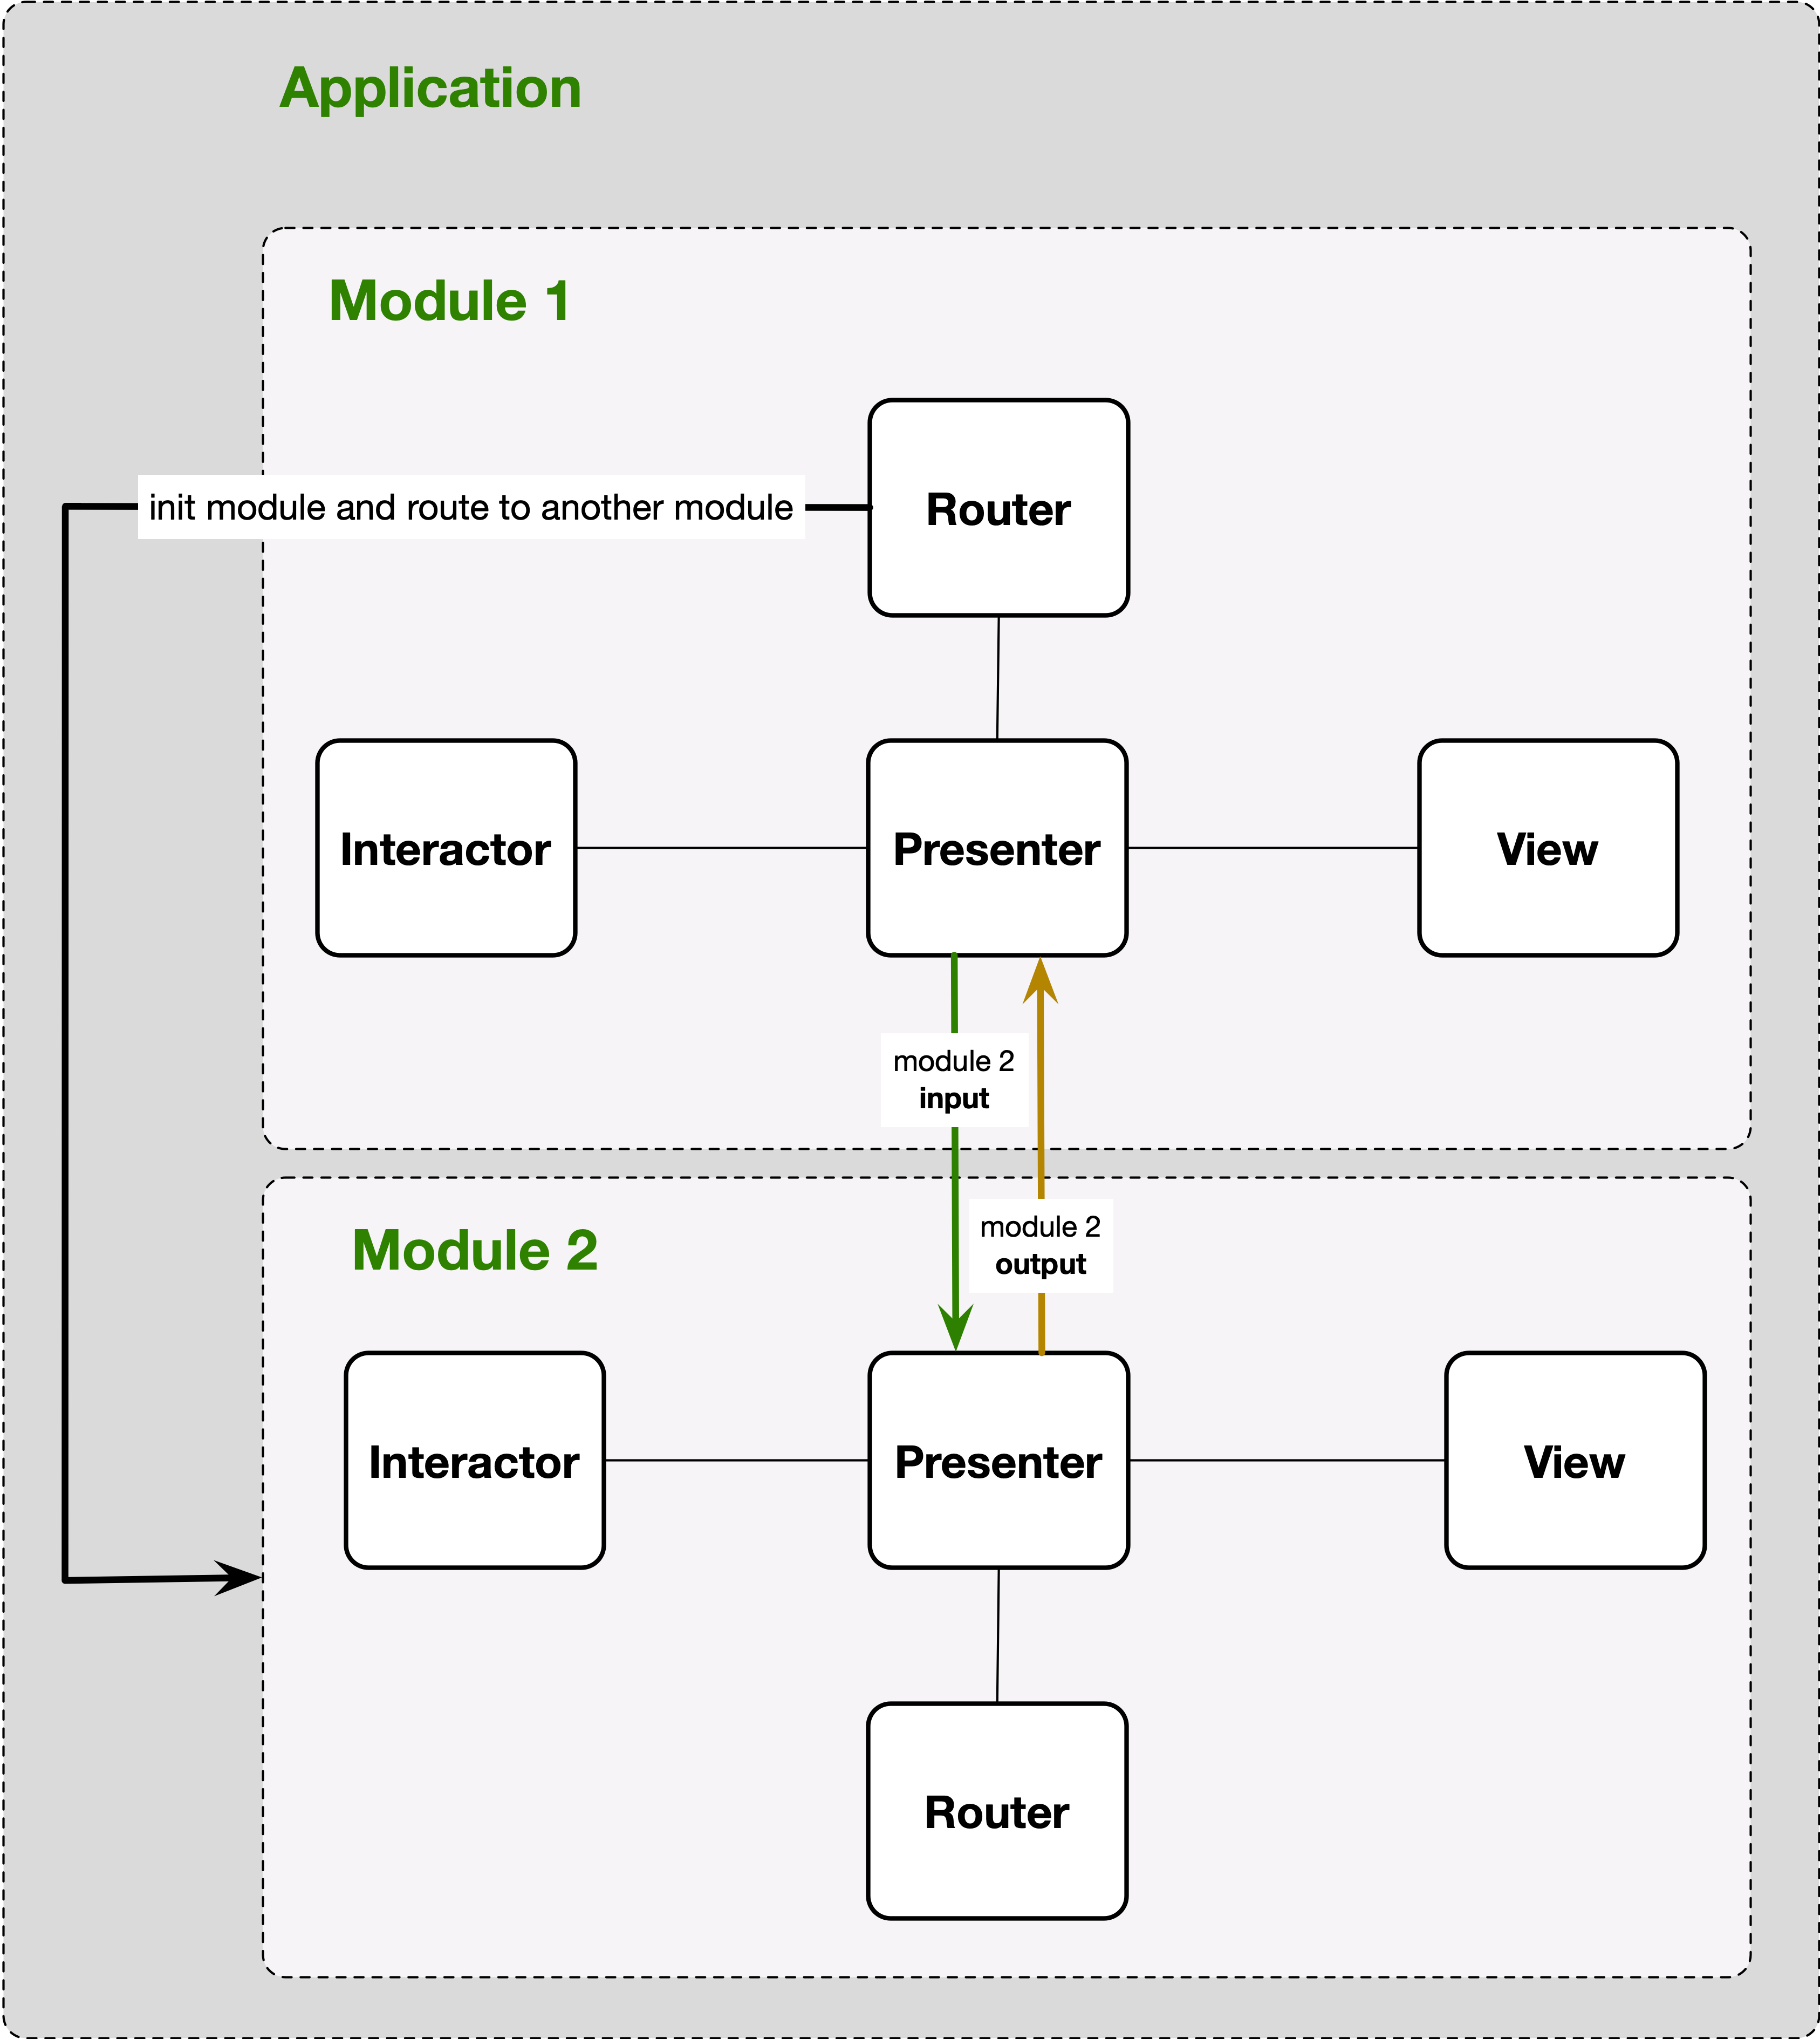 Application
Module 1
init module and route to another module
Router
Interactor
Presenter
View
module 2
input
module 2
output
Module 2
Interactor
Presenter
View
Router